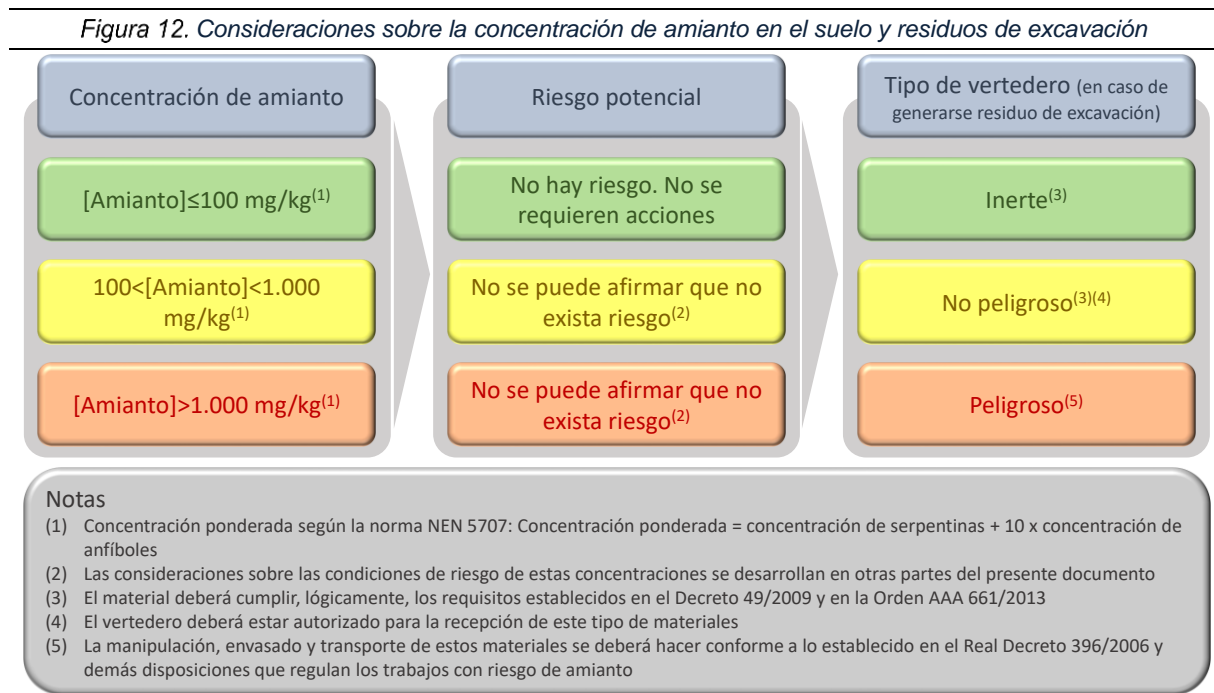 Figura 12. Consideraciones sobre la concentración de amianto en el suelo y residuos de excavación
Concentración de amianto
Riesgo potencial
Tipo de vertedero (en caso de
generarse residuo de excavación)
[Amianto]≤100 mg/kg(1)
No hay riesgo. No se
requieren acciones
Inerte(3)
100<[Amianto]<1.000
mg/kg(1)
No se puede afirmar que no
exista riesgo(2)
No peligroso(3)(4)
[Amianto]>1.000 mg/kg(1)
No se puede afirmar que no
exista riesgo(2)
Peligroso(5)
Notas
(1) Concentración ponderada según la norma NEN 5707: Concentración ponderada = concentración de serpentinas + 10 x concentración de
anfíboles
(2) Las consideraciones sobre las condiciones de riesgo de estas concentraciones se desarrollan en otras partes del presente documento
(3) El material deberá cumplir, lógicamente, los requisitos establecidos en el Decreto 49/2009 y en la Orden AAA 661/2013
(4) El vertedero deberá estar autorizado para la recepción de este tipo de materiales
(5) La manipulación, envasado y transporte de estos materiales se deberá hacer conforme a lo establecido en el Real Decreto 396/2006 y
demás disposiciones que regulan los trabajos con riesgo de amianto